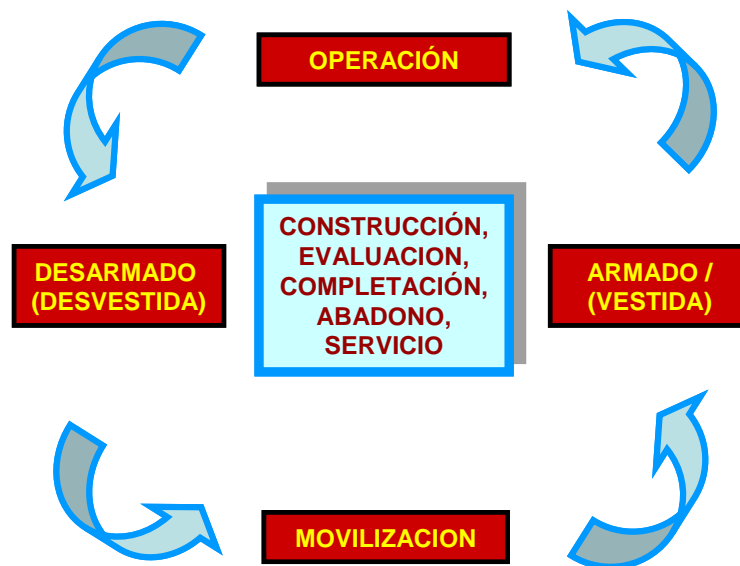 OPERACIÓN
CONSTRUCCIÓN,
EVALUACION,
COMPLETACIÓN,
ABADONO,
SERVICIO
DESARMADO
(DESVESTIDA)
ARMADO /
(VESTIDA)
MOVILIZACION